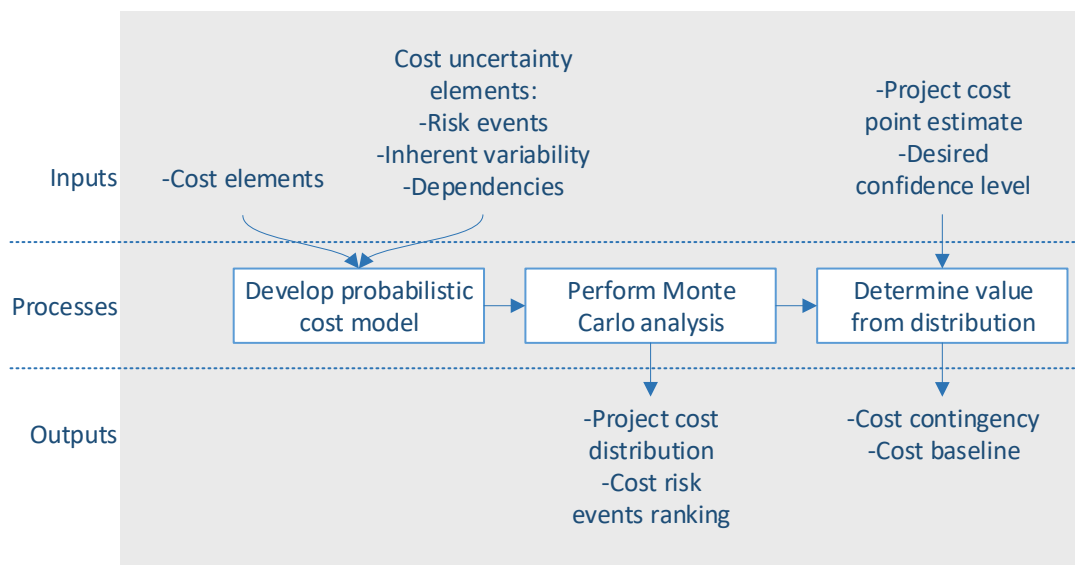 Inputs
-Cost elements
Cost uncertainty
elements:
-Risk events
-Inherent variability
-Dependencies
-Project cost
point estimate
-Desired
confidence level
Processes
Develop probabilistic
cost model
Perform Monte
Carlo analysis
Determine value
from distribution
Outputs
-Project cost
distribution
-Cost risk
events ranking
-Cost contingency
-Cost baseline